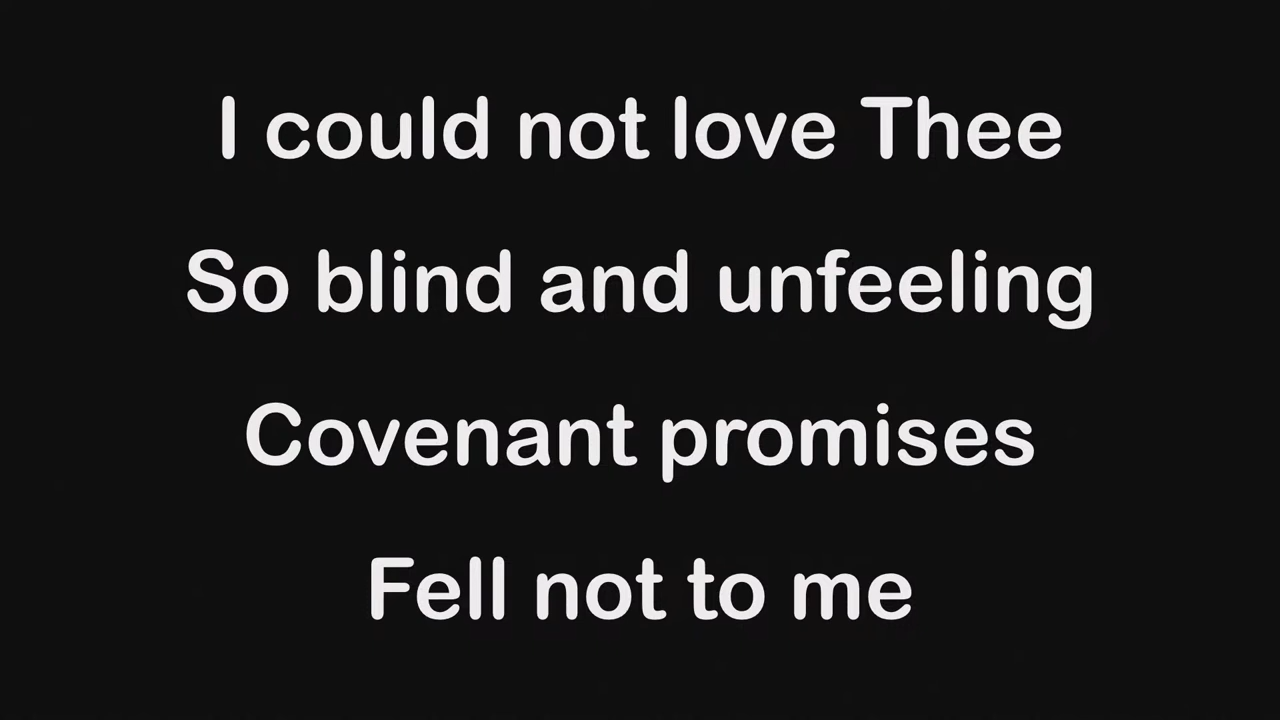 I could not love Thee
So blind and unfeeling
Covenant promises
Fell not to me